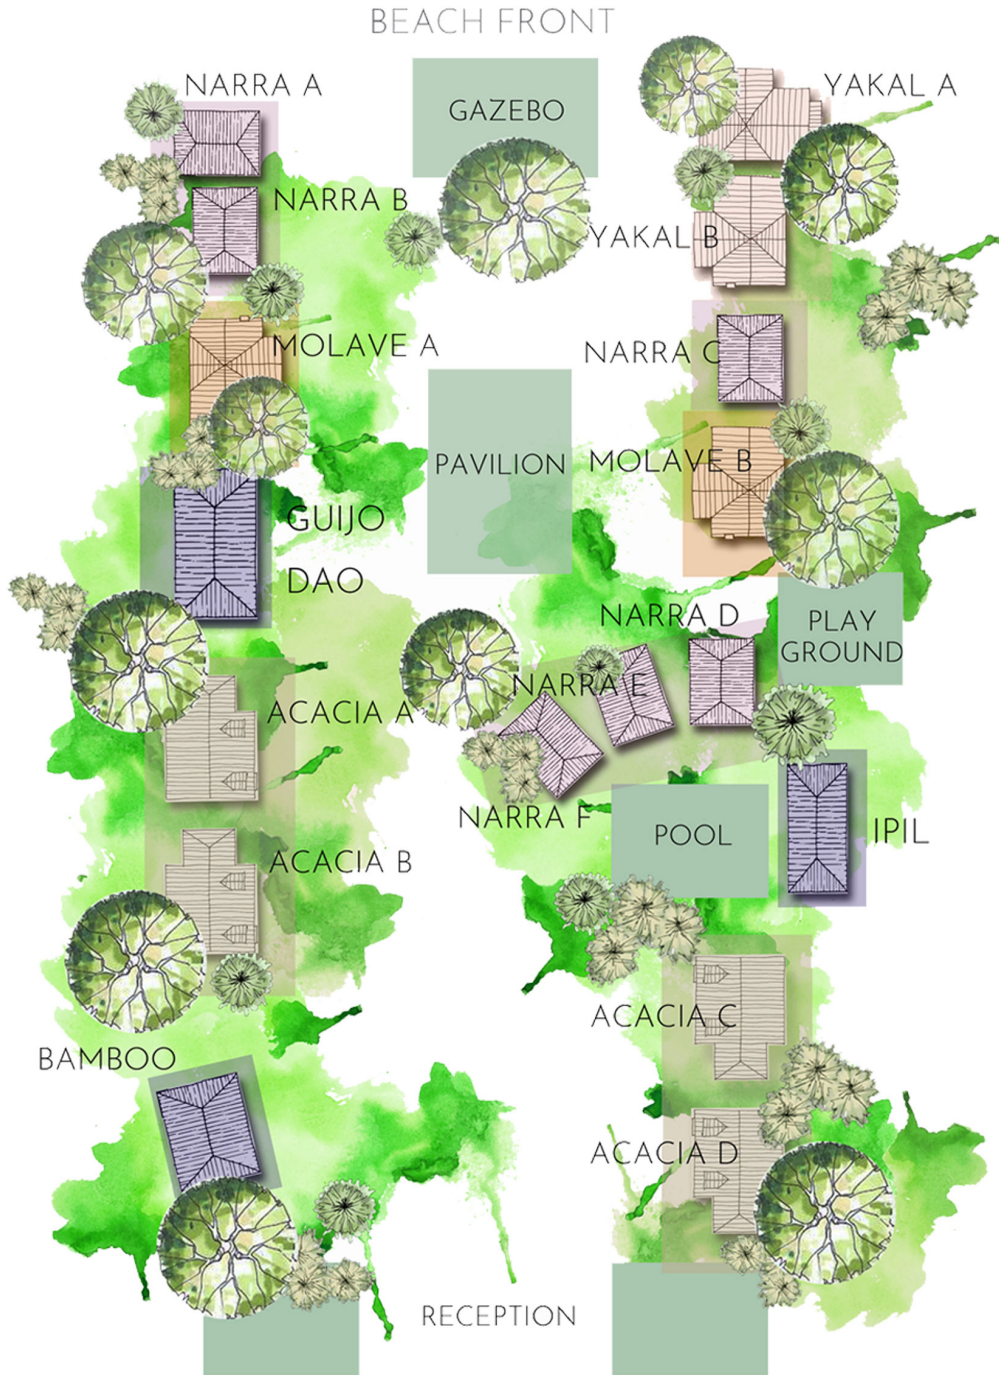 BEACH FRONT
NARRA A
GAZEBO
YAKAL A
NARRA B
YAKAL B
MOLAVE A
NARRA C
PAVILION
MOLAVE B
GUIJO
DAO
NARRA D
PLAY
GROUND
NARRA E
ACACIA A
NARRA F
POOL
IPIL
ACACIA B
ACACIA C
BAMBOO
ACACIA D
RECEPTION